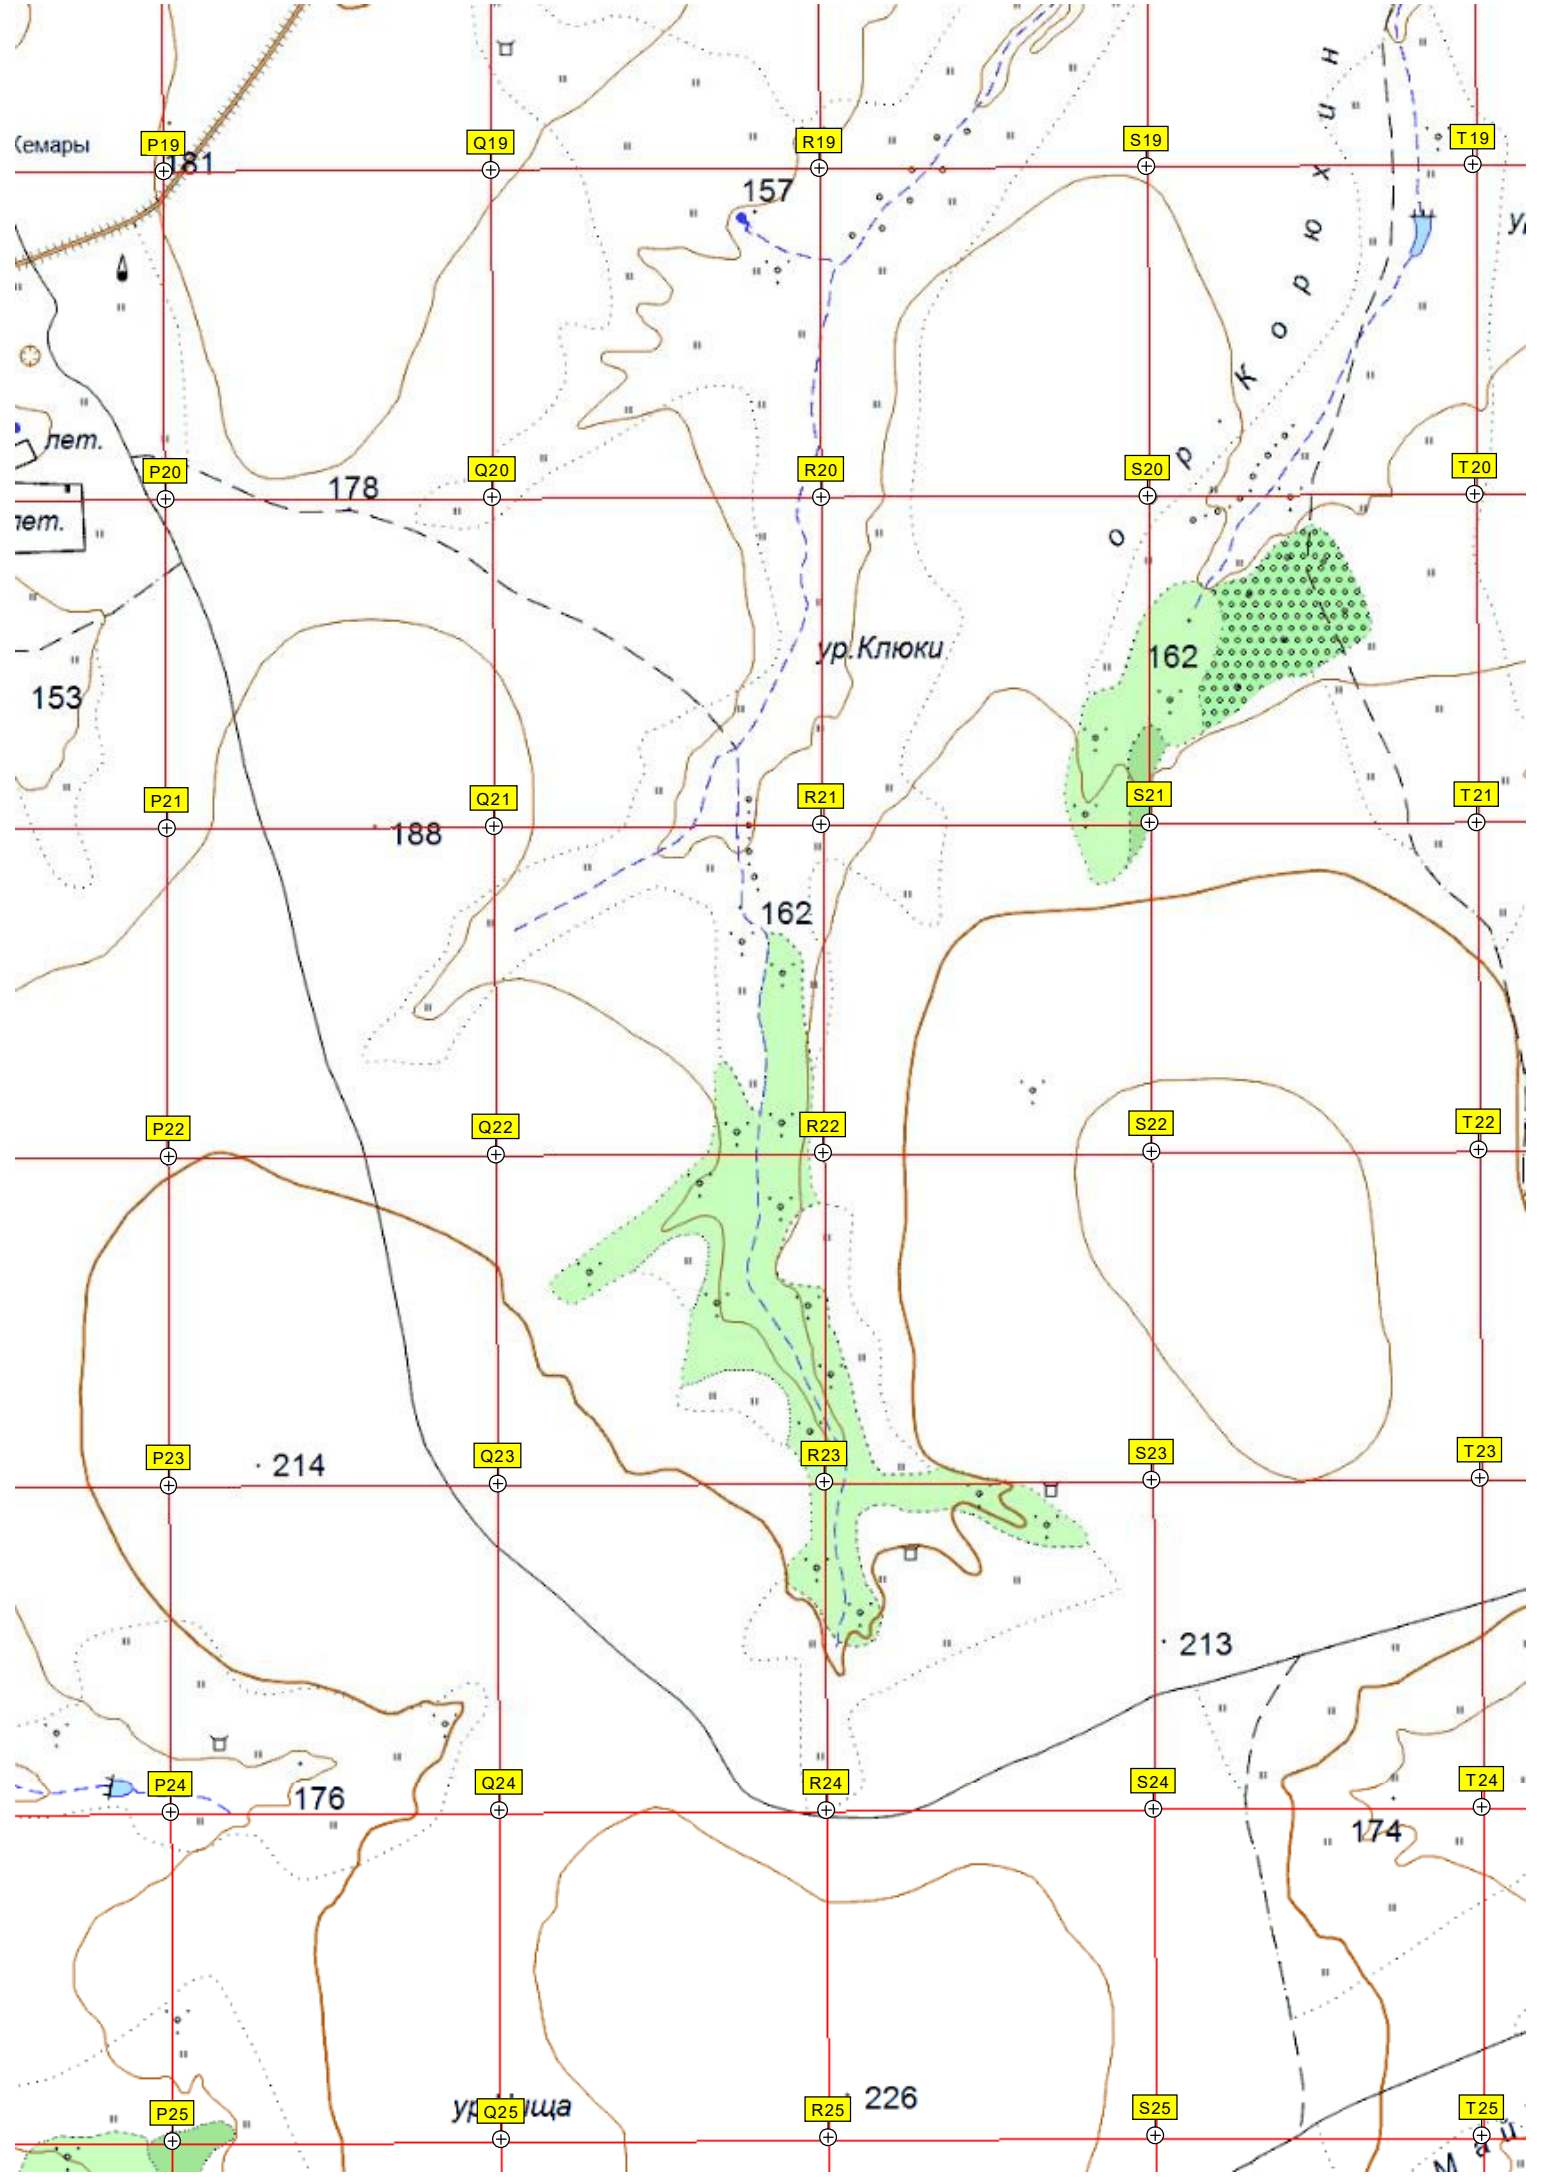 P19
Q19
R19
S19
T19
Кемары
181
157
о р. К о р ю х и н
лет.
P20
Q20
R20
S20
T20
178
лет.
ур.Клюки
162
153
P21
Q21
R21
S21
T21
188
162
P22
Q22
R22
S22
T22
P23
Q23
R23
S23
T23
214
213
P24
Q24
R24
S24
T24
176
174
226
P25
Q25
R25
S25
T25
М а й